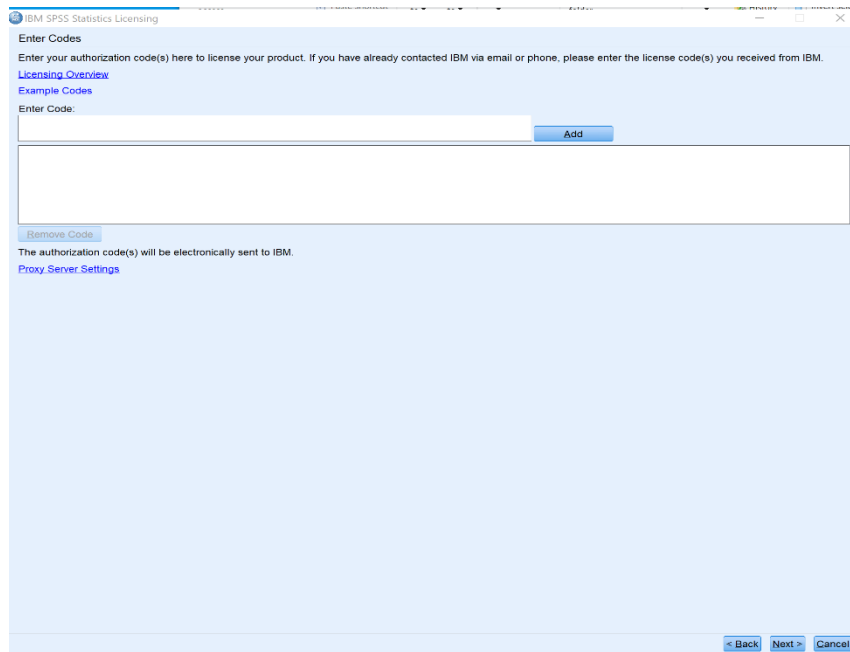 IBM SPSS Statistics Licensing
Enter Codes
Enter your authorization code(s) here to license your product. If you have already contacted IBM via email or phone, please enter the license code(s) you received from IBM.
Licensing Overview
Example Codes
Enter Code:
Add
Remove Code
The authorization code(s) will be electronically sent to IBM.
Proxy Server Settings
< Back Next > Cancel